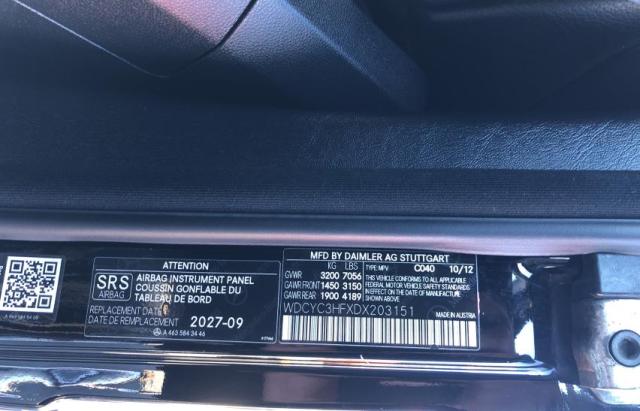 ATTENTION
SRS
AIRBAG
AIRBAG INSTRUMENT PANEL
COUSSIN GONFLABLE DU
TABLEAU DE BORD
REPLACEMENT DATE
DATE DE REMPLACEMENT
2027-09
A 463 584 34 46
MFD BY DAIMLER AG STUTTGART
KG LBS
GVWR 3200 7056
GAWR FRONT 1450 3150
GAWR REAR 1900 4189
TYPE MPV C040 10/12
THIS VEHICLE CONFORMS TO ALL APPLICABLE
FEDERAL MOTOR VEHICLE SAFETY STANDARDS
IN EFFECT ON THE DATE OF MANUFACTURE.
WDCYC3HFXDX203151
MADE IN AUSTRIA